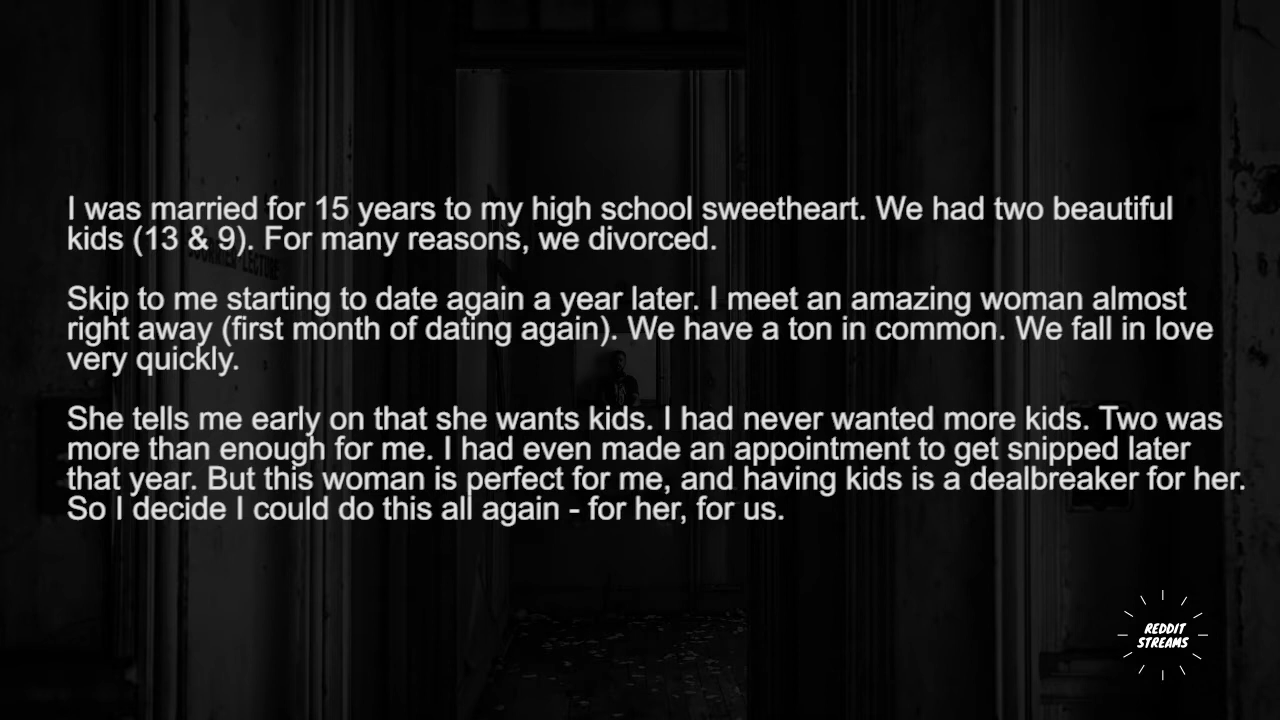 I was married for 15 years to my high school sweetheart. We had two beautiful
kids (13 & 9). For many reasons, we divorced.
Skip to me starting to date again a year later. I meet an amazing woman almost
right away (first month of dating again). We have a ton in common. We fall in love
very quickly.
She tells me early on that she wants kids. I had never wanted more kids. Two was
more than enough for me. I had even made an appointment to get snipped later
that year. But this woman is perfect for me, and having kids is a dealbreaker for her.
So I decide I could do this all again - for her, for us.
REDDIT
STREAMS